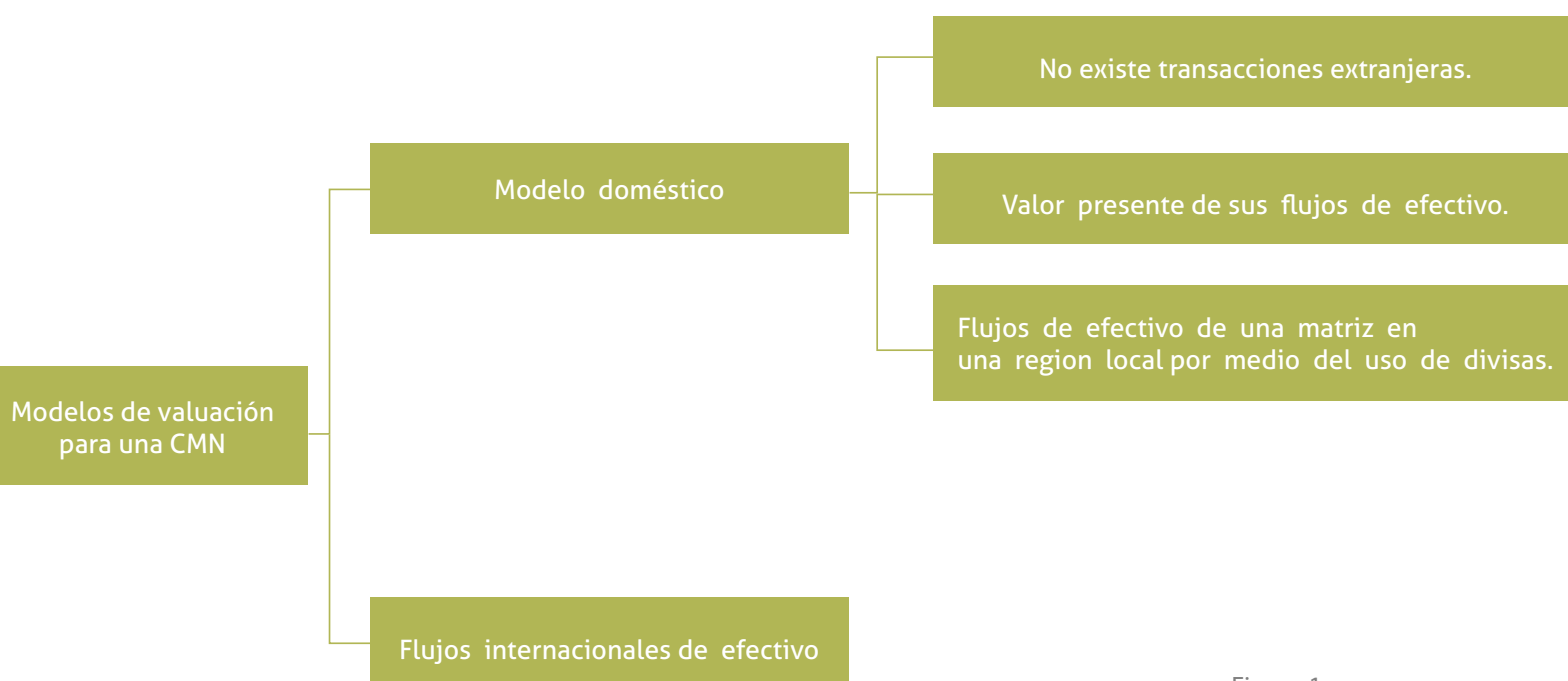 No existe transacciones extranjeras.
Modelo doméstico
Valor presente de sus flujos de efectivo.
Flujos de efectivo de una matriz en
una region local por medio del uso de divisas.
Modelos de valuación
para una CMN
Flujos internacionales de efectivo